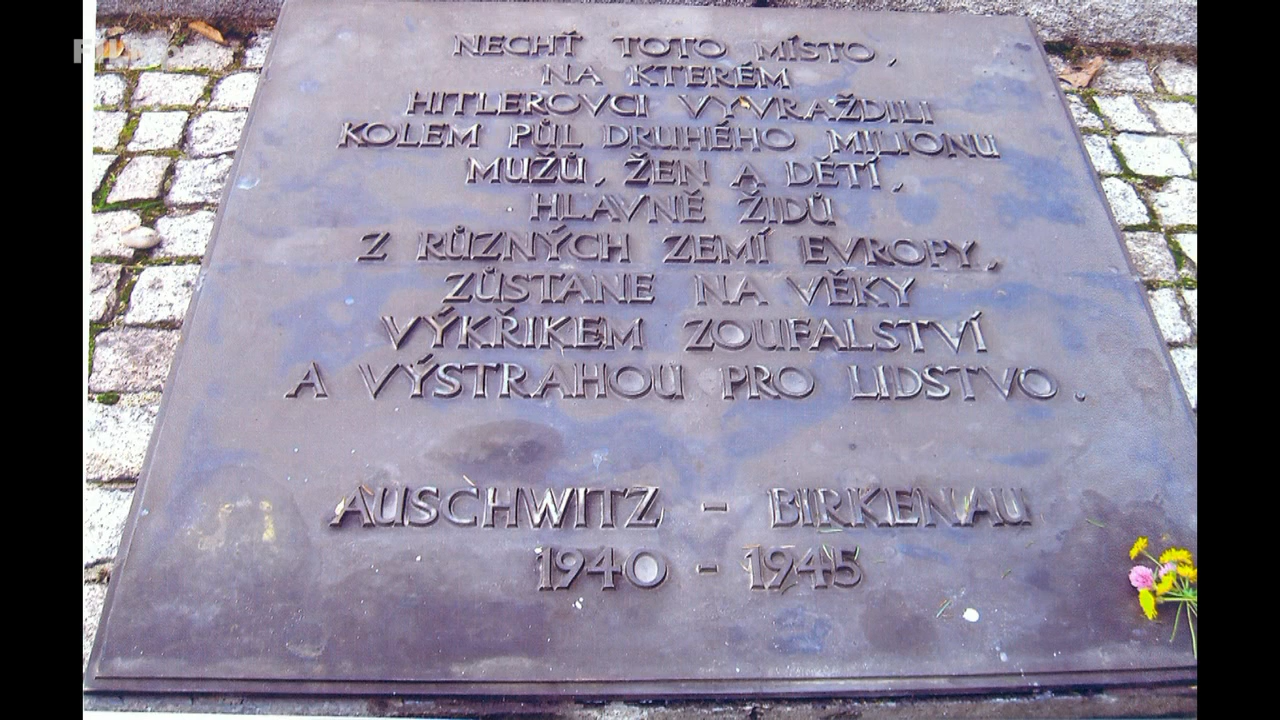 NECHŤ TOTO MÍSTO,
NA KTERÉM
HITLEROVCI VYVRAŽDILI
KOLEM PŮL DRUHÉHO MILIONU
MUŽŮ, ŽEN A DĚTÍ,
HLAVNĚ ŽIDŮ
Z RŮZNÝCH ZEMÍ EVROPY,
ZŮSTANE NA VĚKY
VÝKŘIKEM ZOUFALSTVÍ
A VÝSTRAHOU PRO LIDSTVO.
AUSCHWITZ - BIRKENAU
1940 - 1945